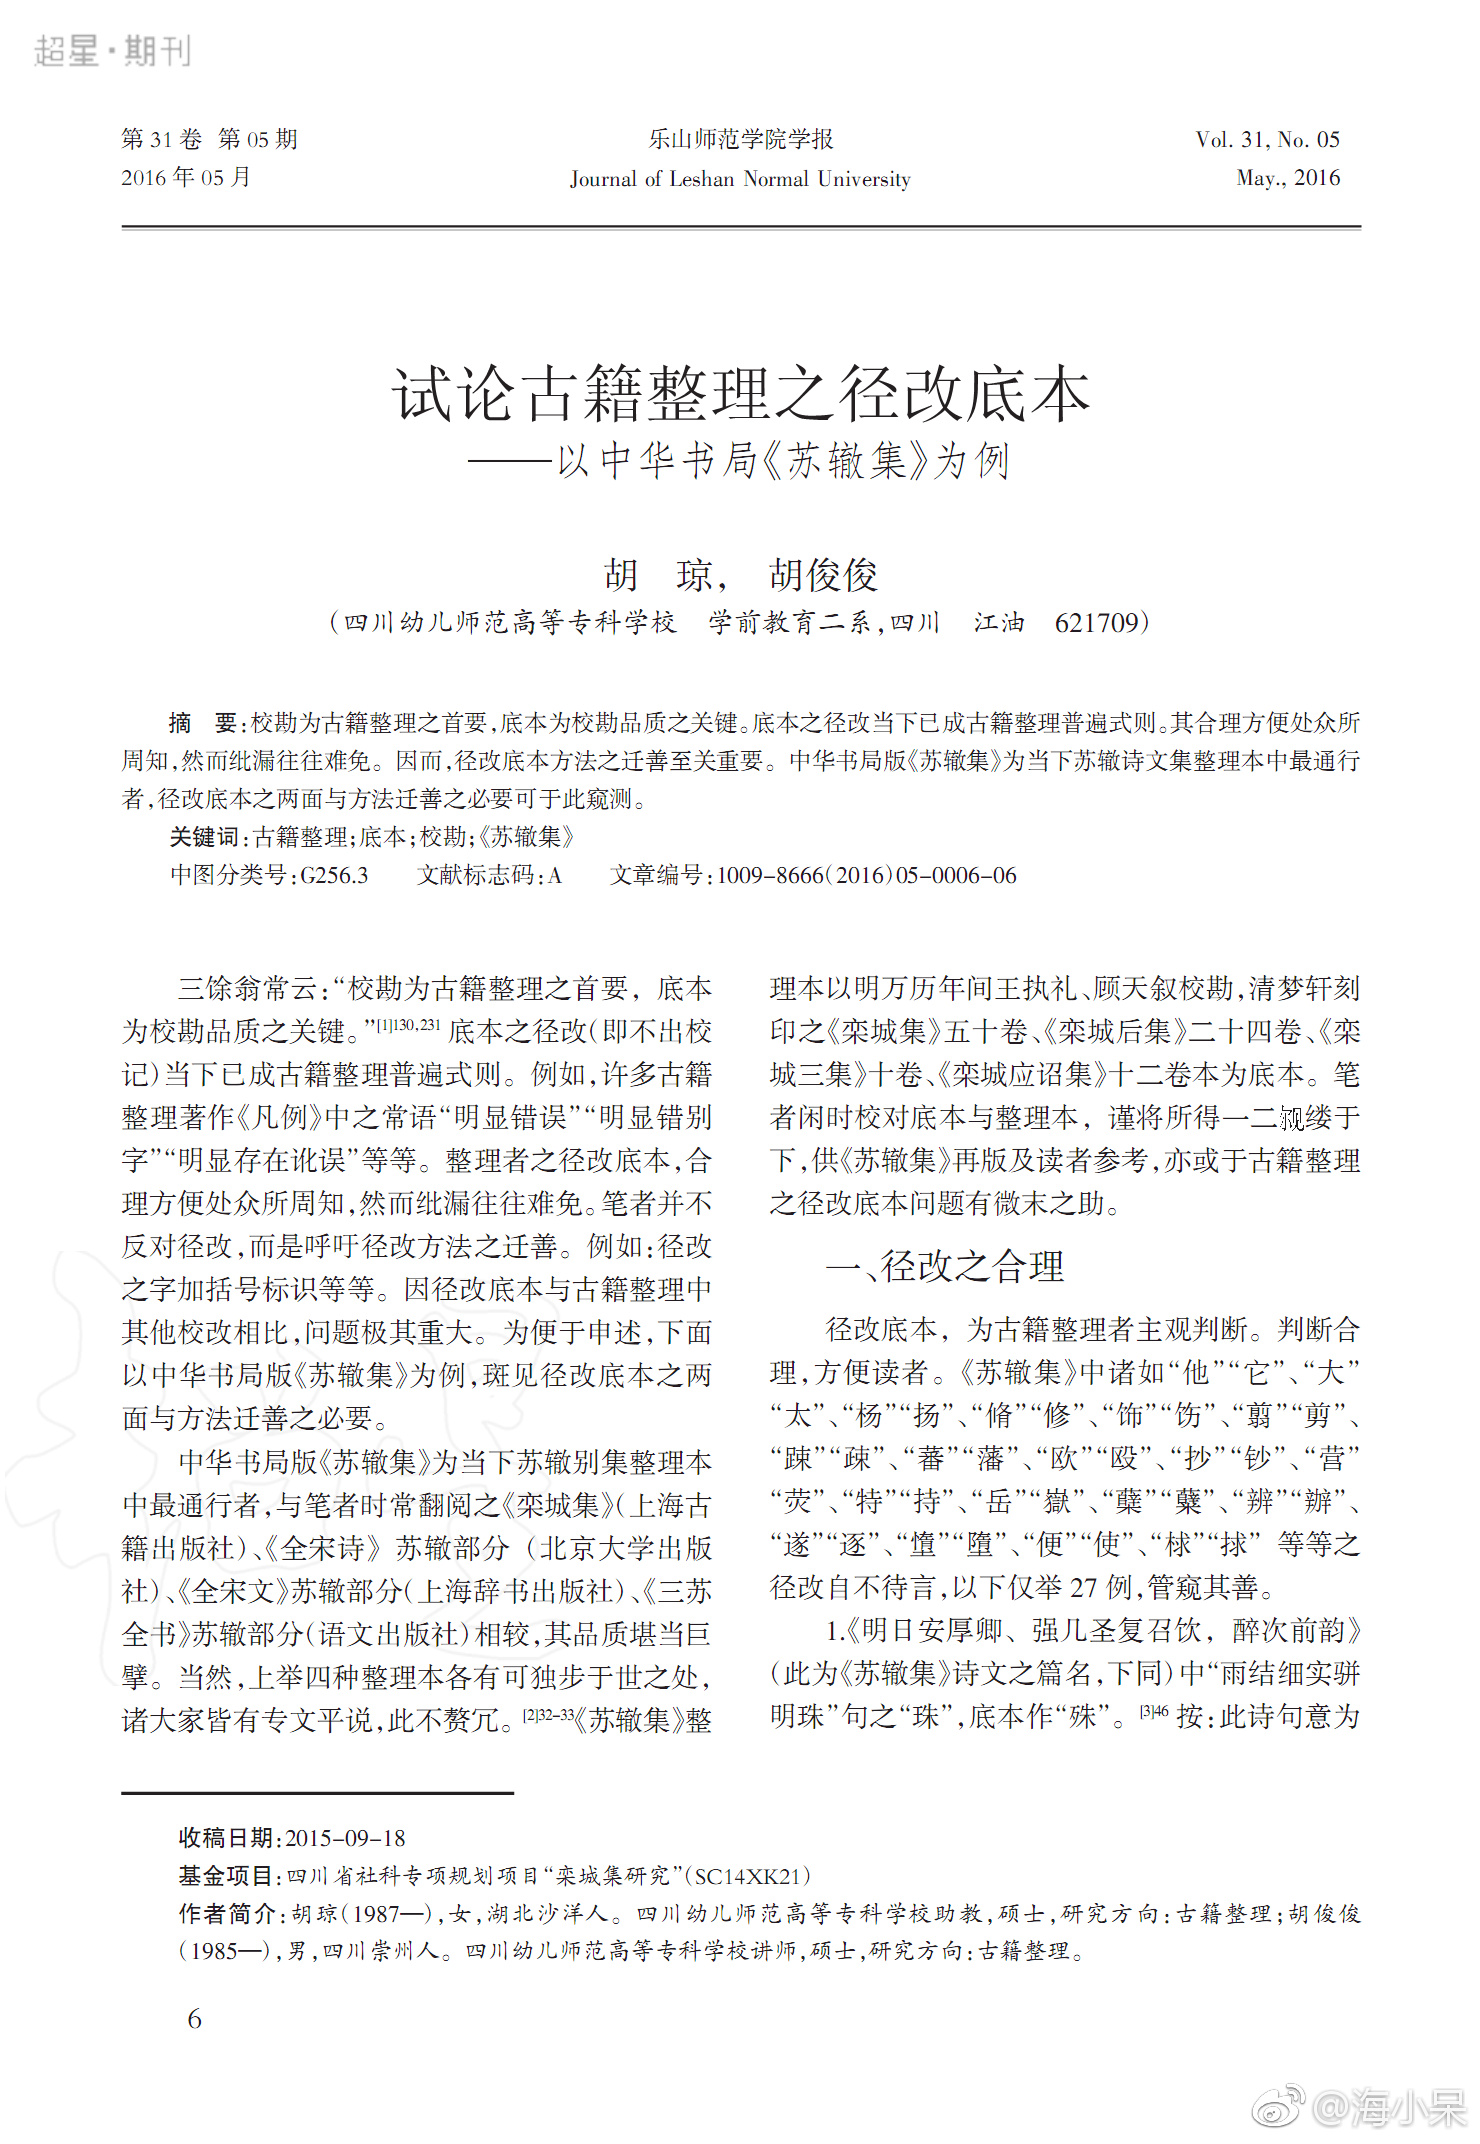 超星·期刊
第 31 卷 第 05 期
乐山师范学院学报
Vol. 31, No. 05
2016 年 05 月
Journal of Leshan Normal University
May., 2016
试论古籍整理之径改底本
——以中华书局《苏辙集》为例
胡 琼， 胡俊俊
（四川幼儿师范高等专科学校 学前教育二系，四川 江油 621709）
摘 要：校勘为古籍整理之首要，底本为校勘品质之关键。底本之径改当下已成古籍整理普遍式则。其合理方便处众所
周知，然而纰漏往往难免。因而，径改底本方法之迁善至关重要。中华书局版《苏辙集》为当下苏辙诗文集整理本中最通行
者，径改底本之两面与方法迁善之必要可于此窥测。
关键词：古籍整理；底本；校勘；《苏辙集》
中图分类号：G256.3 文献标志码：A 文章编号：1009-8666（2016）05-0006-06
三馀翁常云：“校勘为古籍整理之首要，底本
为校勘品质之关键。”[1]130,231 底本之径改（即不出校
记）当下已成古籍整理普遍式则。例如，许多古籍
整理著作《凡例》中之常语“明显错误”“明显错别
字”“明显存在讹误”等等。整理者之径改底本，合
理方便处众所周知，然而纰漏往往难免。笔者并不
反对径改，而是呼吁径改方法之迁善。例如：径改
之字加括号标识等等。因径改底本与古籍整理中
其他校改相比，问题极其重大。为便于申述，下面
以中华书局版《苏辙集》为例，斑见径改底本之两
面与方法迁善之必要。
中华书局版《苏辙集》为当下苏辙别集整理本
中最通行者，与笔者时常翻阅之《栾城集》（上海古
籍出版社）、《全宋诗》苏辙部分（北京大学出版
社）、《全宋文》苏辙部分（上海辞书出版社）、《三苏
全书》苏辙部分（语文出版社）相较，其品质堪当巨
擘。当然，上举四种整理本各有可独步于世之处，
诸大家皆有专文平说，此不赘冗。[2]32-33《苏辙集》整
理本以明万历年间王执礼、顾天叙校勘，清梦轩刻
印之《栾城集》五十卷、《栾城后集》二十四卷、《栾
城三集》十卷、《栾城应诏集》十二卷本为底本。笔
者闲时校对底本与整理本，谨将所得一二覙缕于
下，供《苏辙集》再版及读者参考，亦或于古籍整理
之径改底本问题有微末之助。
一、径改之合理
径改底本，为古籍整理者主观判断。判断合
理，方便读者。《苏辙集》中诸如“他”“它”、“大”
“太”、“杨”“扬”、“脩”“修”、“饰”“饬”、“翦”“剪”、
“踈”“疎”、“蕃”“藩”、“欧”“殴”、“抄”“钞”、“营”
“荧”、“特”“持”、“岳”“嶽”、“蘖”“糵”、“辨”“辦”、
“遂”“逐”、“憻”“墮”、“便”“使”、“梂”“捄” 等等之
径改自不待言，以下仅举 27 例，管窥其善。
1.《明日安厚卿、强几圣复召饮，醉次前韵》
（此为《苏辙集》诗文之篇名，下同）中“雨结细实骈
明珠”句之“珠”，底本作“殊”。[3]46 按：此诗句意为
收稿日期：2015-09-18
基金项目：四川省社科专项规划项目“栾城集研究”（SC14XK21）
作者简介：胡琼（1987—），女，湖北沙洋人。四川幼儿师范高等专科学校助教，硕士，研究方向：古籍整理；胡俊俊
（1985—），男，四川崇州人。四川幼儿师范高等专科学校讲师，硕士，研究方向：古籍整理。
6
@海小呆